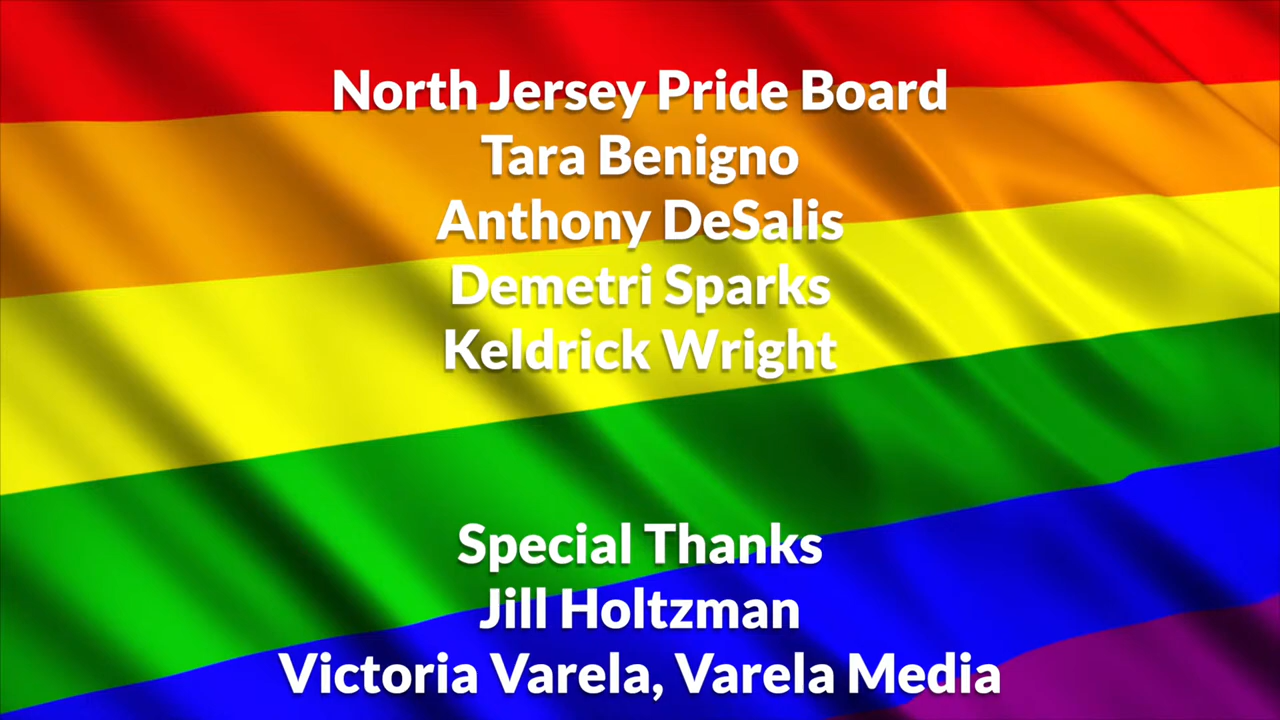 North Jersey Pride Board
Tara Benigno
Anthony DeSalis
Demetri Sparks
Keldrick Wright
Special Thanks
Jill Holtzman
Victoria Varela, Varela Media